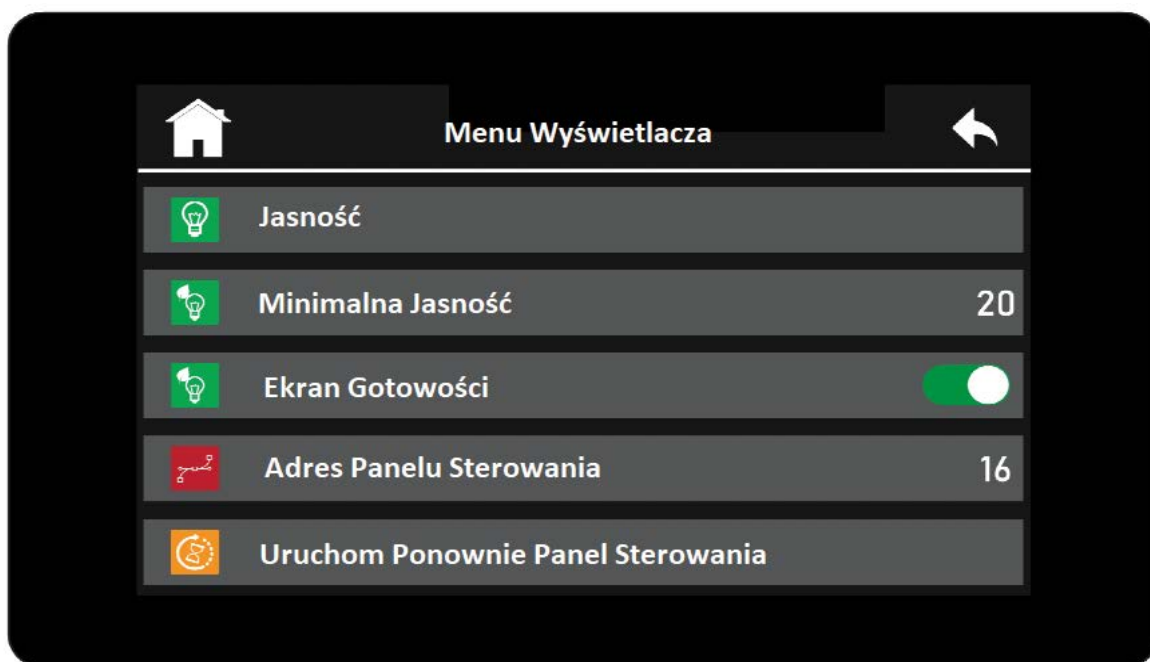 Menu Wyświetlacza
Jasność
Minimalna Jasność 20
Ekran Gotowości
Adres Panelu Sterowania 16
Uruchom Ponownie Panel Sterowania